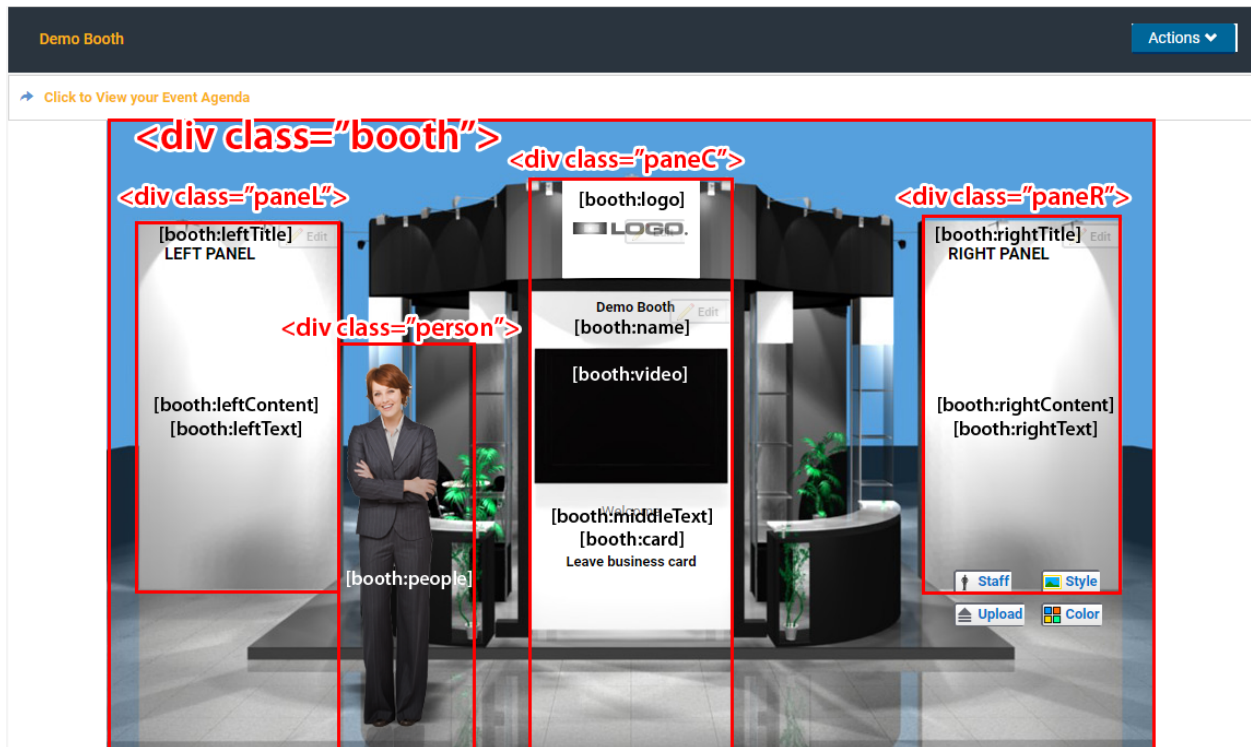 Demo Booth
Actions
Click to View your Event Agenda
<div class="booth">
<div class="paneC">
<div class="paneL">
<div class="paneR">
[booth:logo]
LOGO.
[booth:leftTitle]
Edit
LEFT PANEL
[booth:rightTitle]
Edit
RIGHT PANEL
Demo Booth
Edit
[booth:name]
<div class="person">
[booth:video]
[booth:leftContent]
[booth:leftText]
[booth:rightContent]
[booth:rightText]
Welcome
[booth:middleText]
[booth:card]
Leave business card
[booth:people]
Staff
Style
Upload
Color